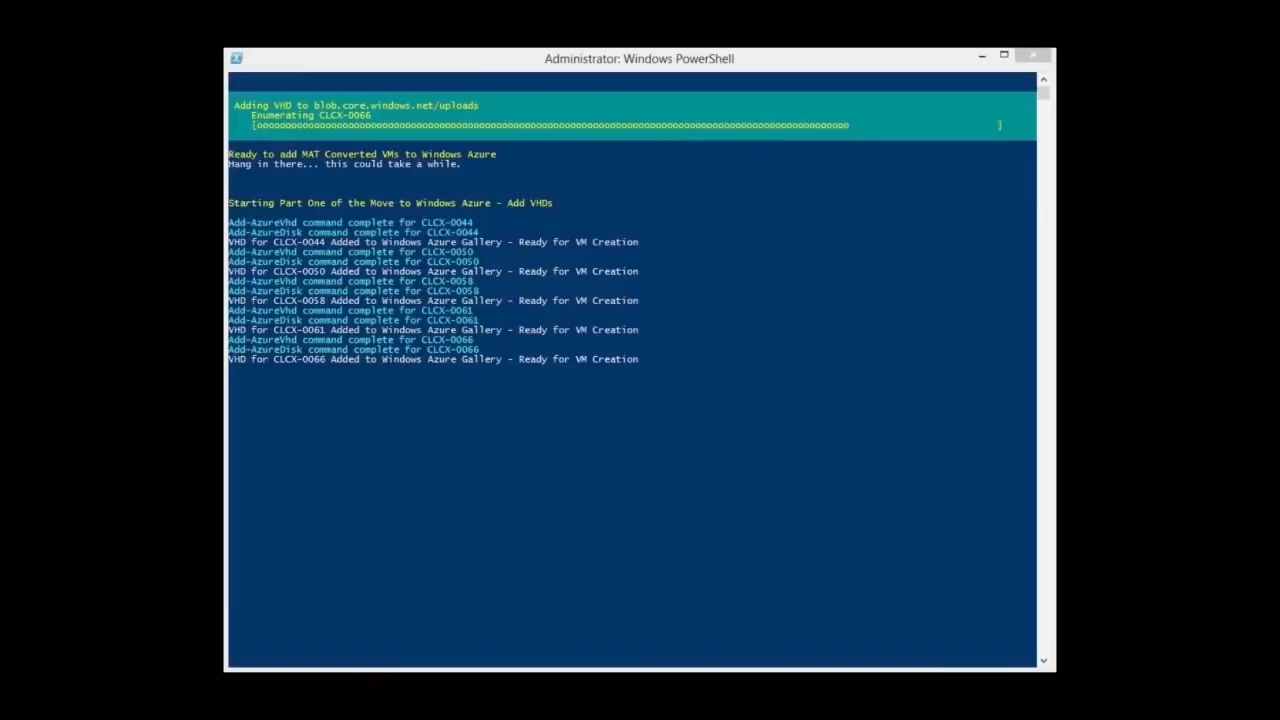 Administrator: Windows PowerShell
Adding VHD to blob.core.windows.net/uploads
Enumerating CLCX-0066
[oooooooooooooooooooooooooooooooooooooooooooooooooooooooooooooooooooooooooooooooooooooooooooooooooooooooo ]
Ready to add MAT Converted VMs to Windows Azure
Hang in there... this could take a while.
Starting Part One of the Move to Windows Azure - Add VHDs
Add-AzureVhd command complete for CLCX-0044
Add-AzureDisk command complete for CLCX-0044
VHD for CLCX-0044 Added to Windows Azure Gallery - Ready for VM Creation
Add-AzureVhd command complete for CLCX-0050
Add-AzureDisk command complete for CLCX-0050
VHD for CLCX-0050 Added to Windows Azure Gallery - Ready for VM Creation
Add-AzureVhd command complete for CLCX-0058
Add-AzureDisk command complete for CLCX-0058
VHD for CLCX-0058 Added to Windows Azure Gallery - Ready for VM Creation
Add-AzureVhd command complete for CLCX-0061
Add-AzureDisk command complete for CLCX-0061
VHD for CLCX-0061 Added to Windows Azure Gallery - Ready for VM Creation
Add-AzureVhd command complete for CLCX-0066
Add-AzureDisk command complete for CLCX-0066
VHD for CLCX-0066 Added to Windows Azure Gallery - Ready for VM Creation